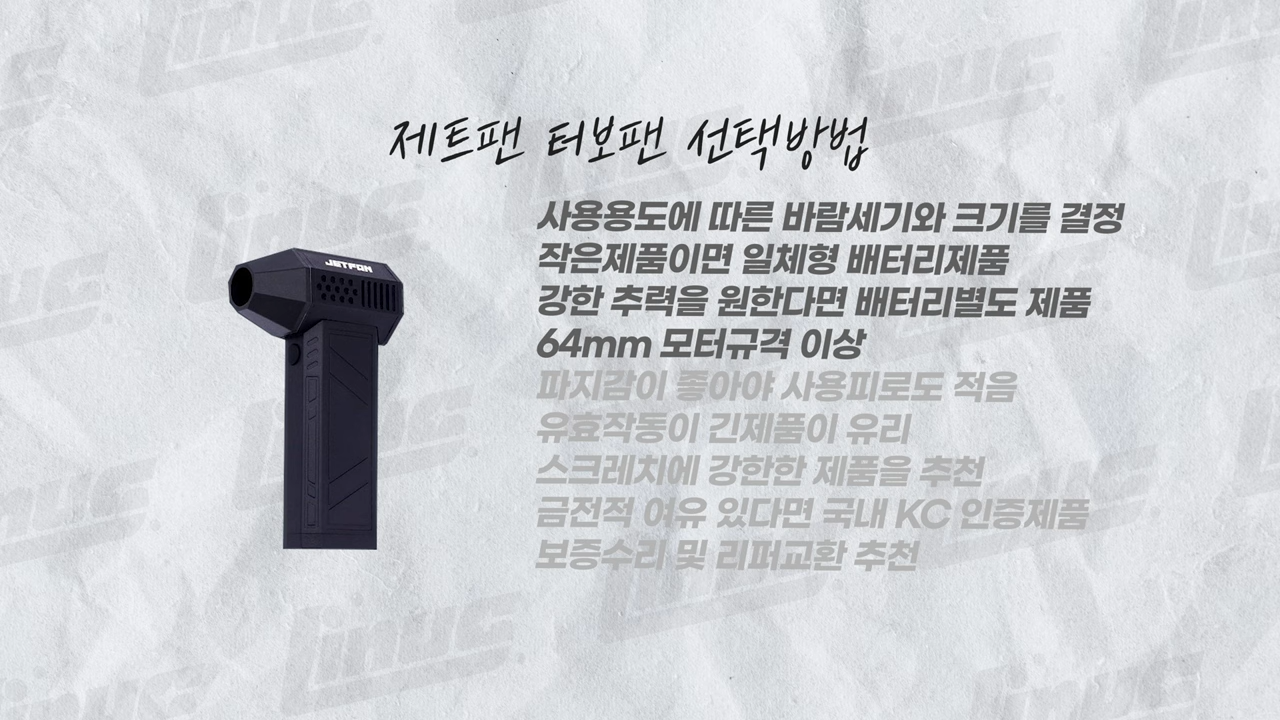 제트팬 터보팬 선택방법
사용용도에 따른 바람세기와 크기를 결정
작은제품이면 일체형 배터리제품
강한 추력을 원한다면 배터리별도 제품
64mm 모터규격 이상
파지감이 좋아야 사용피로도 적음
유효작동이 긴제품이 유리
스크레치에 강한한 제품을 추천
금전적 여유 있다면 국내 KC 인증제품
보증수리 및 리퍼교환 추천
JETFAN
Linus